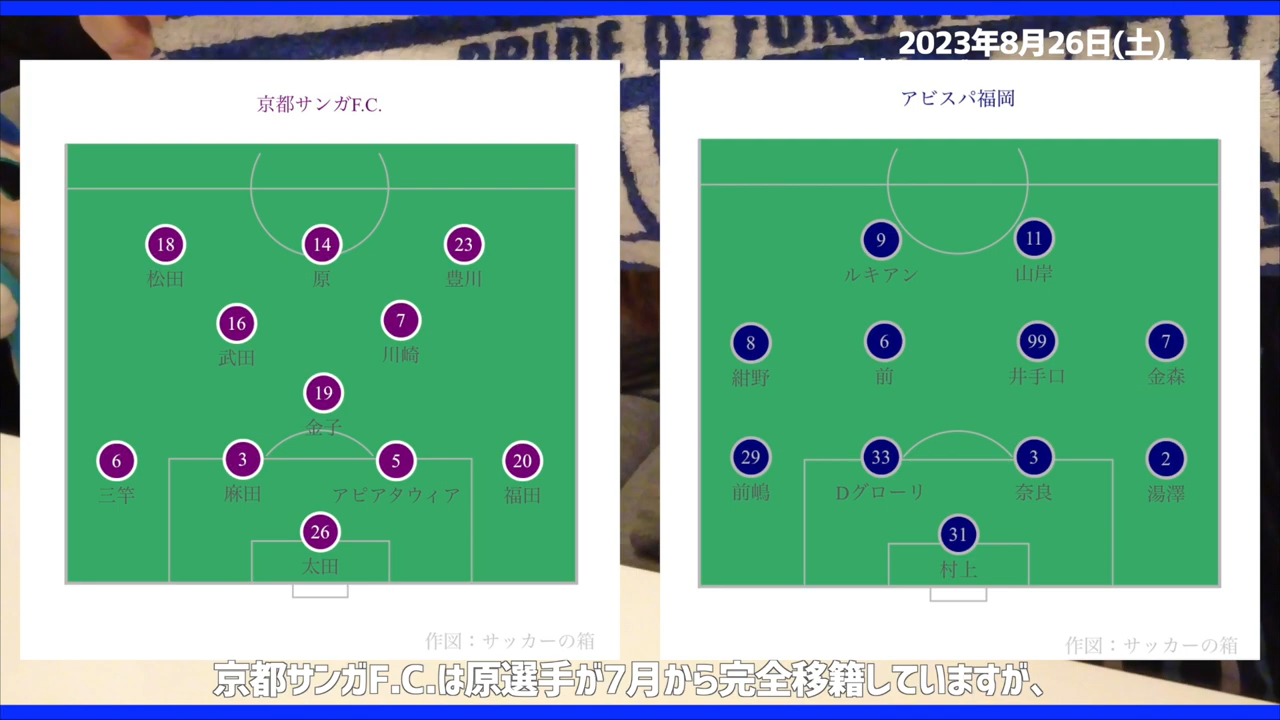 PRIDE OF FUKUO
2023年8月26日(土)
京都サンガF.C.
18
14
23
松田
原
豊川
16
7
武田
川崎
19
金子
6
3
5
20
三竿
麻田
アピアタウィア
福田
26
太田
作図：サッカーの箱
アビスパ福岡
9
11
ルキアン
山岸
8
6
99
7
紺野
前
井手口
金森
29
33
3
2
前嶋
Dグローリ
奈良
湯澤
31
村上
作図：サッカーの箱
京都サンガF.C.は原選手が7月から完全移籍していますが、